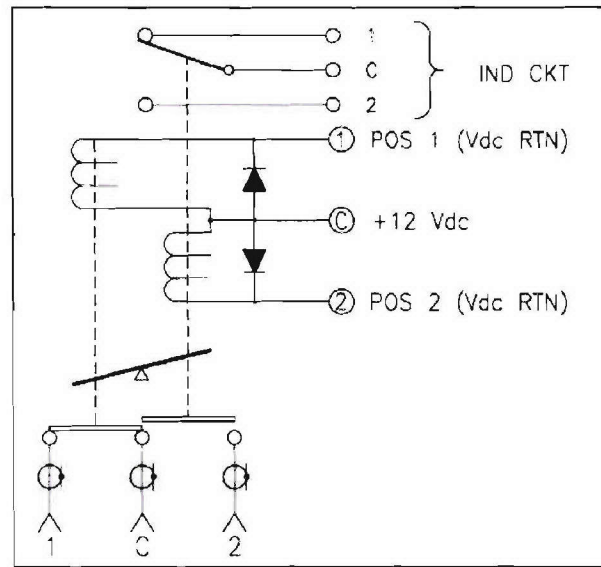 1
C
IND CKT
2
1 POS 1 (Vdc RTN)
C +12 Vdc
2 POS 2 (Vdc RTN)
1 C 2